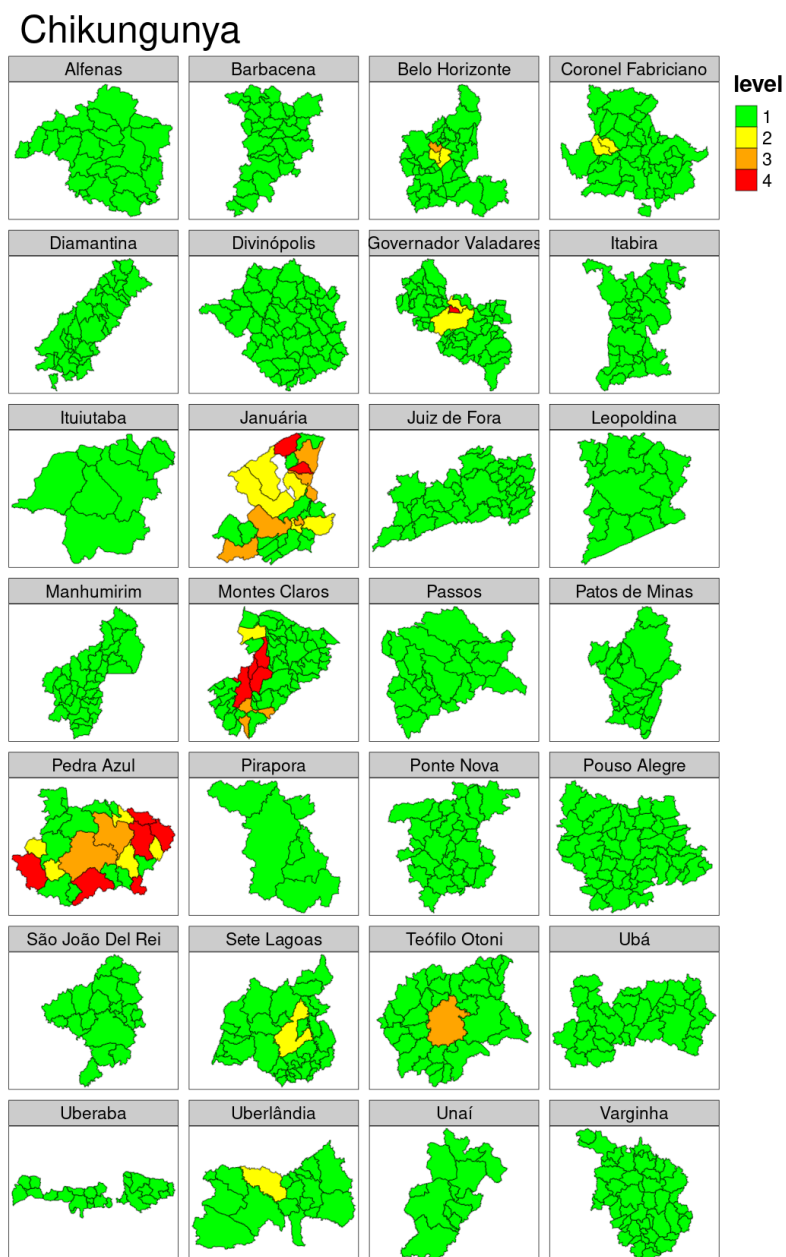 Chikungunya
Alfenas
Barbacena
Belo Horizonte
Coronel Fabriciano
level
1
2
3
4
Diamantina
Divinópolis
Governador Valadares
Itabira
Ituiutaba
Januária
Juiz de Fora
Leopoldina
Manhumirim
Montes Claros
Passos
Patos de Minas
Pedra Azul
Pirapora
Ponte Nova
Pouso Alegre
São João Del Rei
Sete Lagoas
Teófilo Otoni
Ubá
Uberaba
Uberlândia
Unaí
Varginha